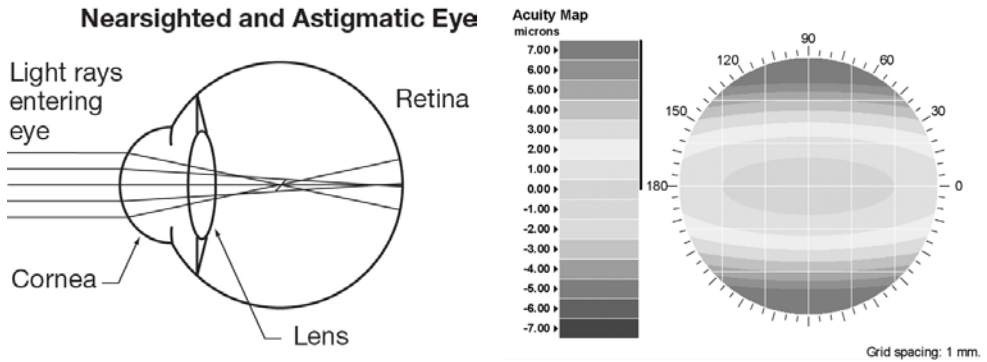 Nearsighted and Astigmatic Eye
Light rays
entering
eye
Retina
Cornea
Lens
Acuity Map
microns
7.00
6.00
5.00
4.00
3.00
2.00
1.00
0.00
-1.00
-2.00
-3.00
-4.00
-5.00
-6.00
-7.00
90
120
60
150
30
180
0
Grid spacing: 1 mm.